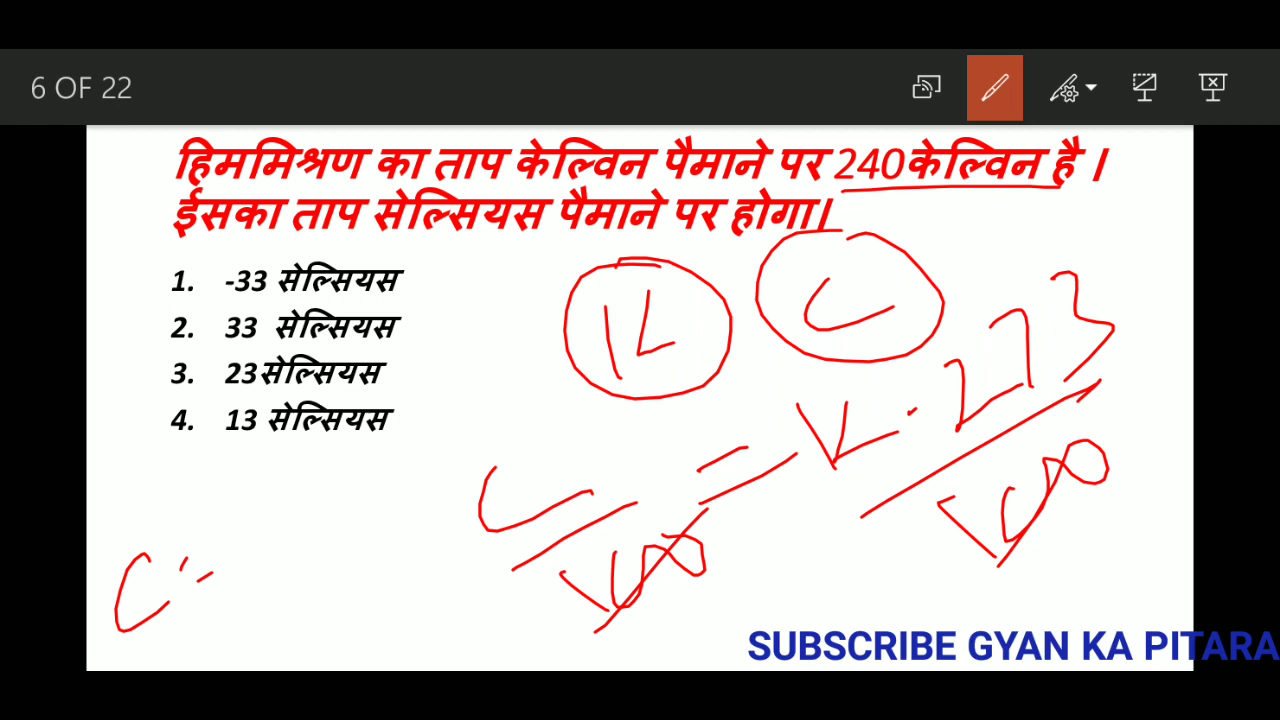 6 OF 22
हिममिश्रण का ताप केल्विन पैमाने पर 240केल्विन है ।
ईसका ताप सेल्सियस पैमाने पर होगा।
1. -33 सेल्सियस
2. 33 सेल्सियस
3. 23सेल्सियस
4. 13 सेल्सियस
K C
C/100 = K-273/100
C =
SUBSCRIBE GYAN KA PITARA